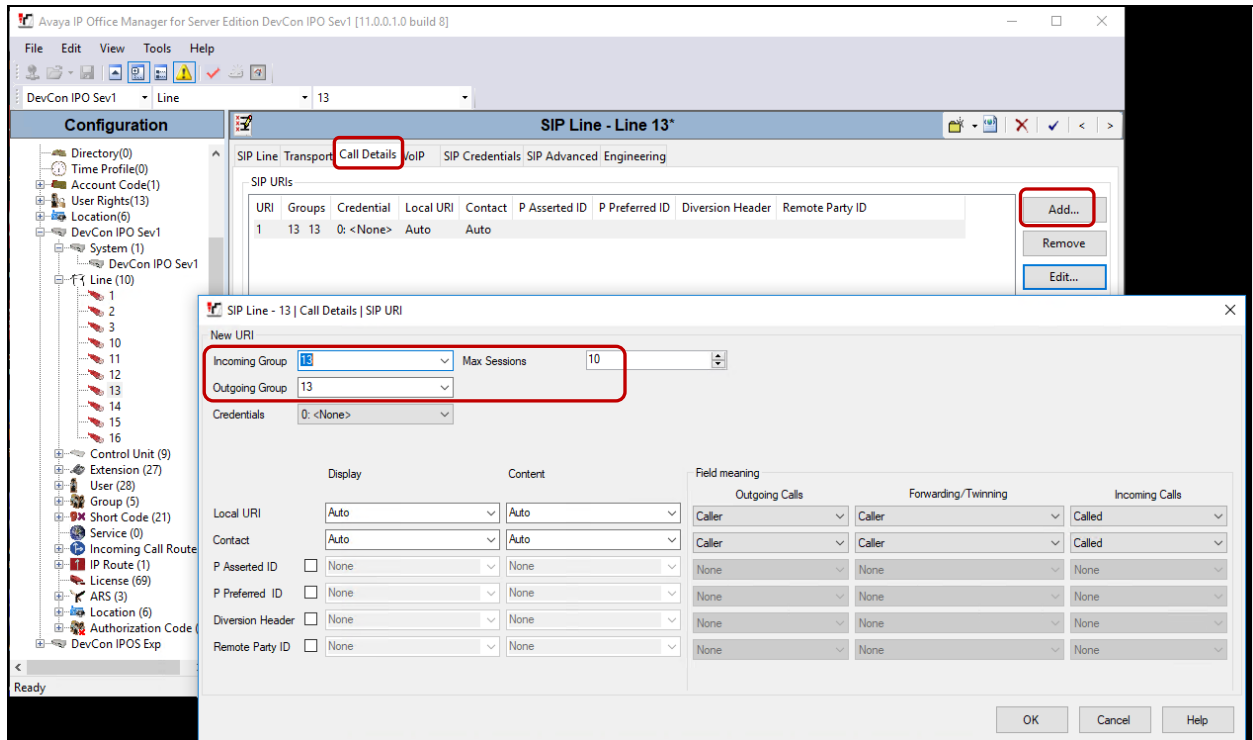 Avaya IP Office Manager for Server Edition DevCon IPO Sev1 [11.0.0.1.0 build 8]
File Edit View Tools Help
DevCon IPO Sev1 Line 13
Configuration
SIP Line - Line 13*
Directory(0)
Time Profile(0)
Account Code(1)
User Rights(13)
Location(6)
DevCon IPO Sev1
System (1)
DevCon IPO Sev1
Line (10)
1
2
3
10
11
12
13
14
15
16
Control Unit (9)
Extension (27)
User (28)
Group (5)
Short Code (21)
Service (0)
Incoming Call Route
IP Route (1)
License (69)
ARS (3)
Location (6)
Authorization Code (
DevCon IPOS Exp
Ready
SIP Line Transport Call Details VoIP SIP Credentials SIP Advanced Engineering
SIP URIs
URI Groups Credential Local URI Contact P Asserted ID P Preferred ID Diversion Header Remote Party ID
1 13 13 0: <None> Auto Auto
Add...
Remove
Edit...
SIP Line - 13 | Call Details | SIP URI
New URI
Incoming Group 13 Max Sessions 10
Outgoing Group 13
Credentials 0: <None>
Display Content Field meaning
Outgoing Calls Forwarding/Twinning Incoming Calls
Local URI Auto Auto Caller Caller Called
Contact Auto Auto Caller Caller Called
P Asserted ID None None None None None
P Preferred ID None None None None None
Diversion Header None None None None None
Remote Party ID None None None None None
OK Cancel Help